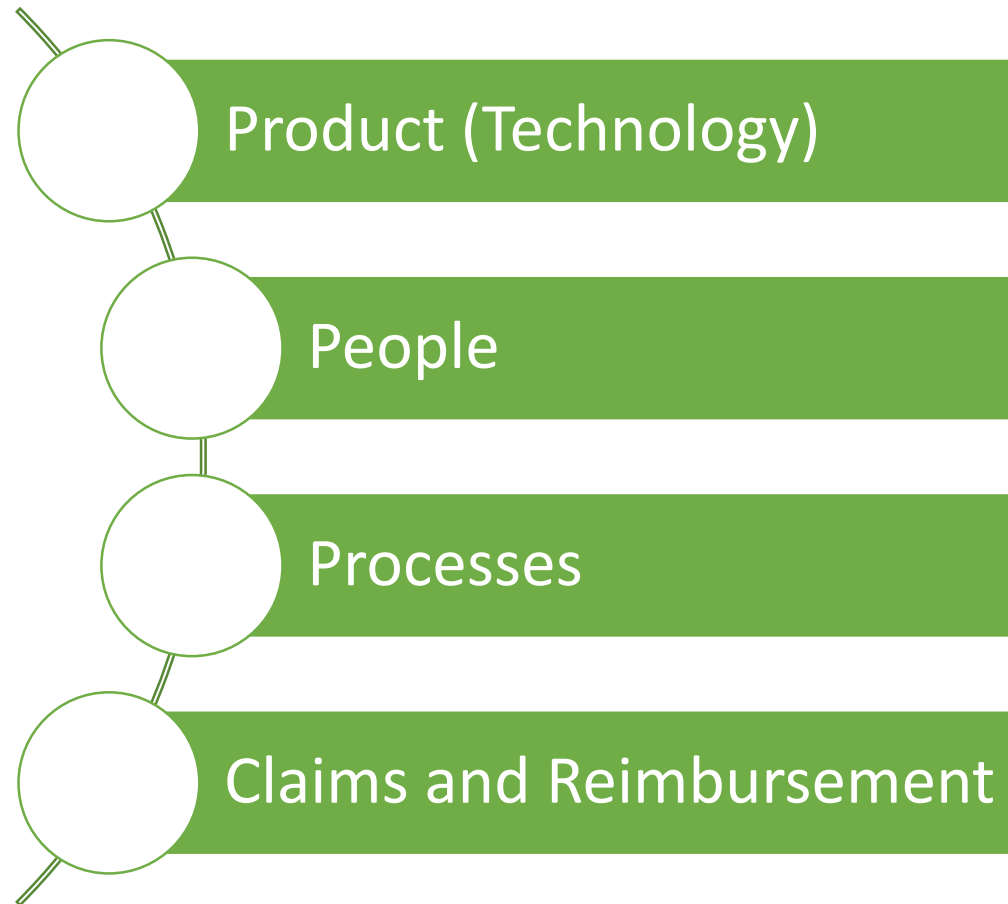 Product (Technology)
People
Processes
Claims and Reimbursement